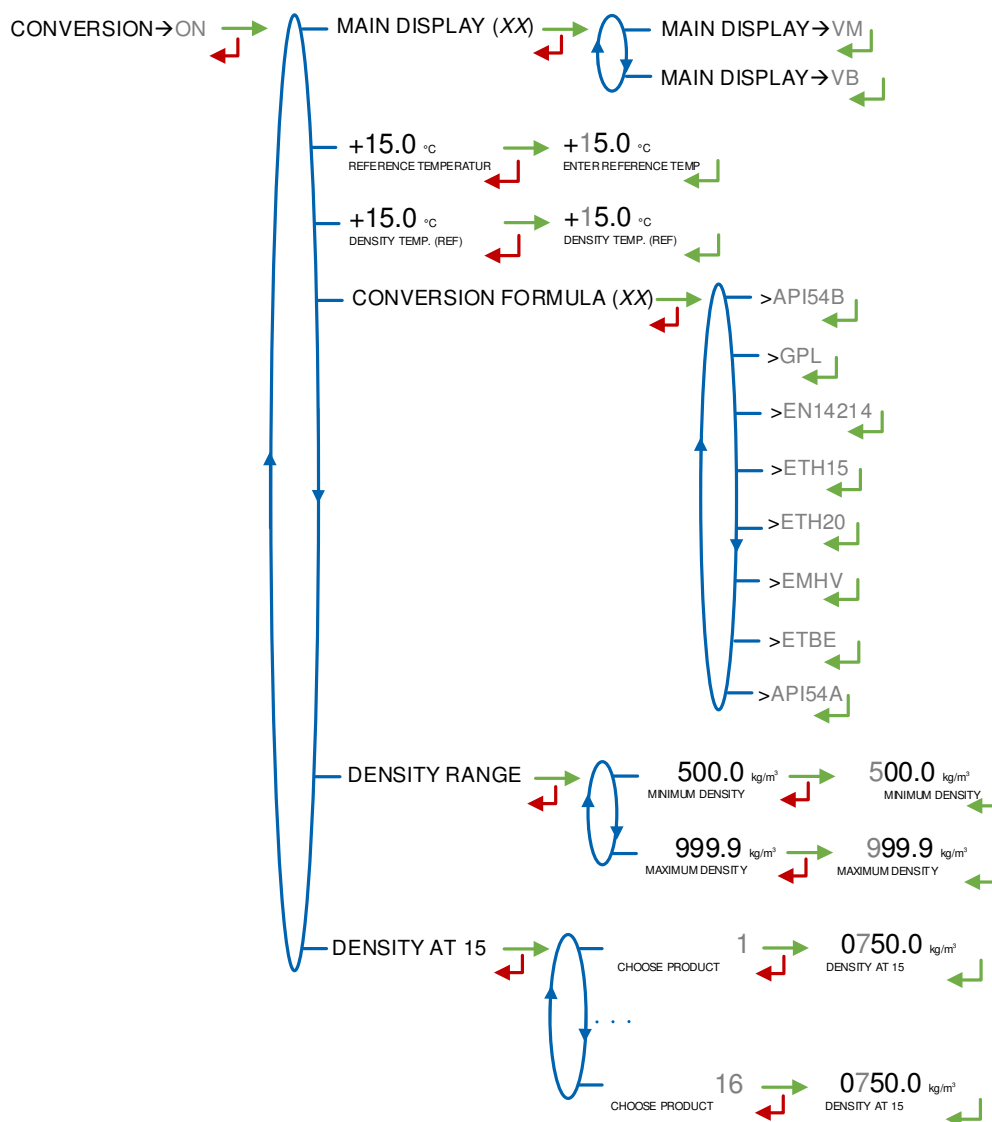 CONVERSION→ON
MAIN DISPLAY (XX)
MAIN DISPLAY→VM
MAIN DISPLAY→VB
+15.0 °C
REFERENCE TEMPERATUR
+15.0 °C
ENTER REFERENCE TEMP
+15.0 °C
DENSITY TEMP. (REF)
+15.0 °C
DENSITY TEMP. (REF)
CONVERSION FORMULA (XX)
>API54B
>GPL
>EN14214
>ETH15
>ETH20
>EMHV
>ETBE
>API54A
DENSITY RANGE
500.0 kg/m³
MINIMUM DENSITY
500.0 kg/m³
MINIMUM DENSITY
999.9 kg/m³
MAXIMUM DENSITY
999.9 kg/m³
MAXIMUM DENSITY
DENSITY AT 15
1
CHOOSE PRODUCT
0750.0 kg/m³
DENSITY AT 15
. . .
16
CHOOSE PRODUCT
0750.0 kg/m³
DENSITY AT 15